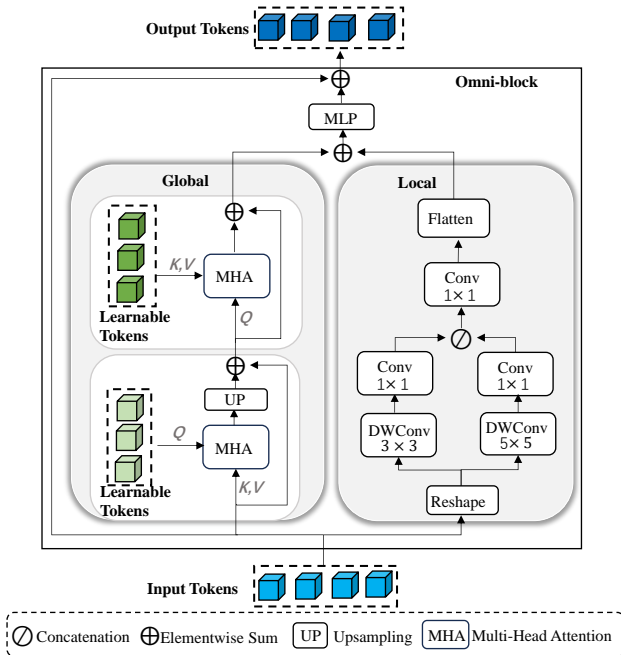 Output Tokens
Omni-block
MLP
Global
Local
Flatten
K,V
MHA
Conv
1× 1
Learnable
Tokens
Q
Conv
1× 1
Conv
1× 1
UP
DWConv
3 × 3
DWConv
5 × 5
Q
MHA
Learnable
Tokens
K,V
Reshape
Input Tokens
Concatenation
Elementwise Sum
UP
Upsampling
MHA
Multi-Head Attention